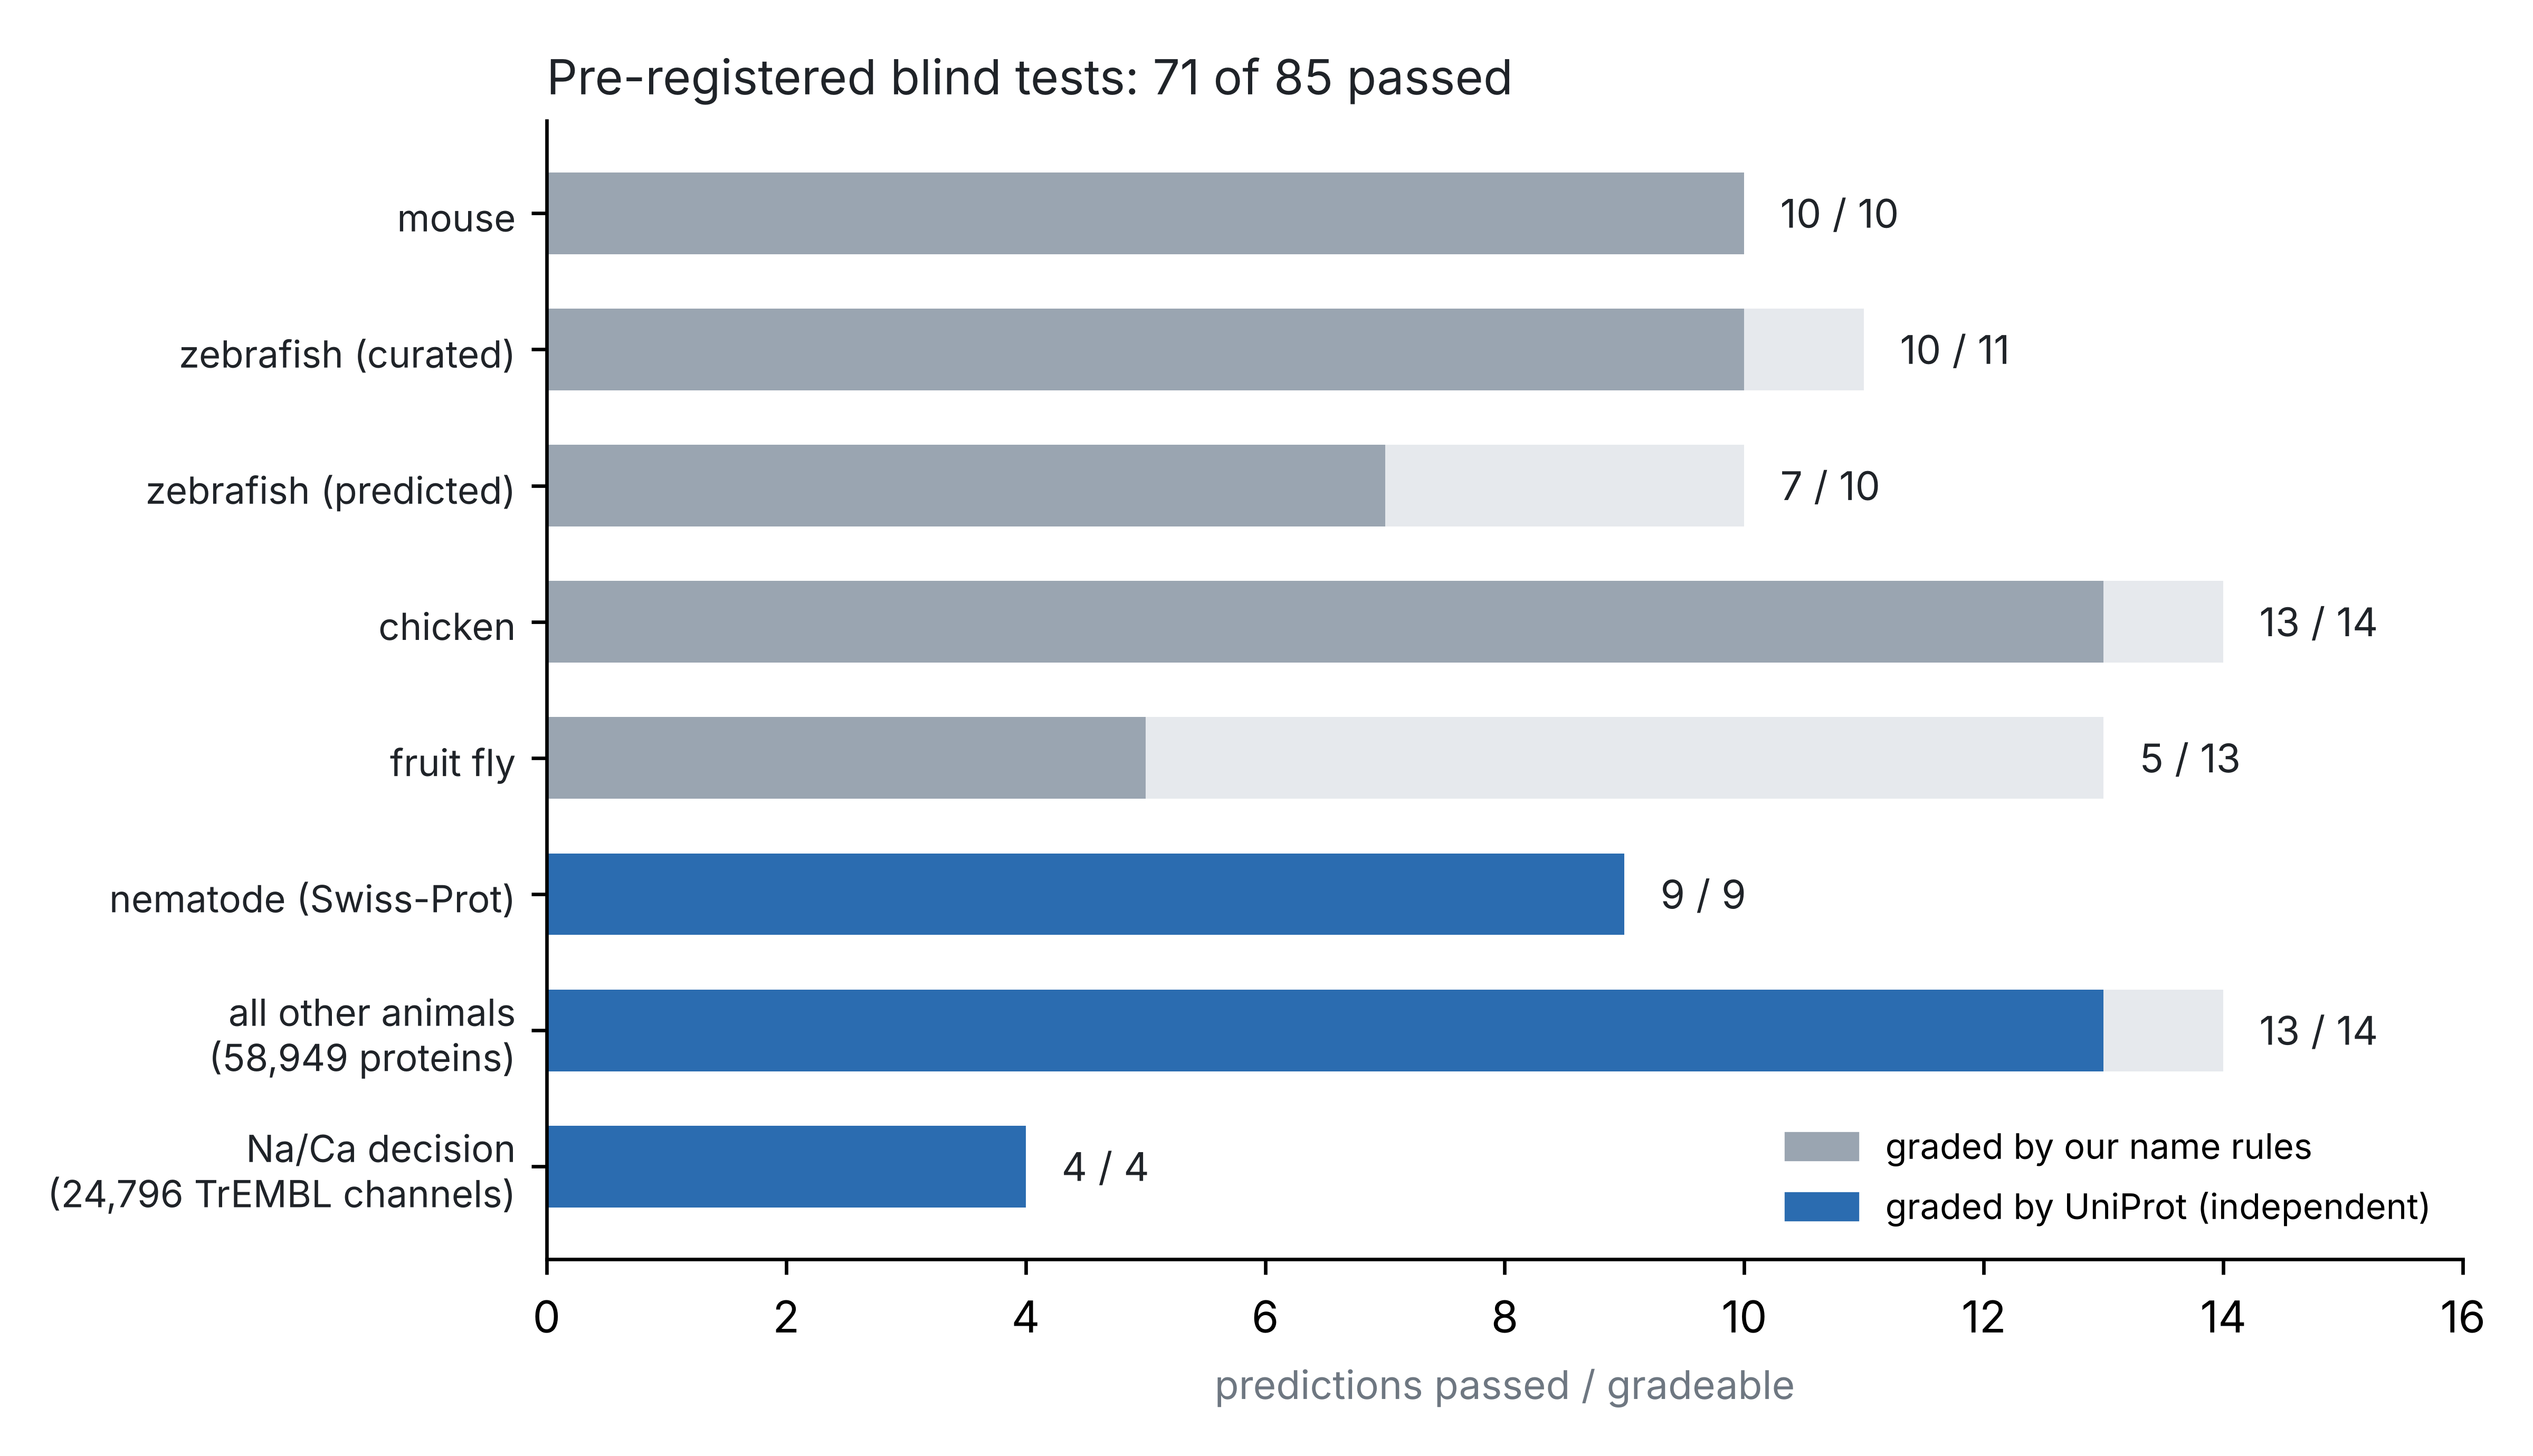 Pre-registered blind tests: 71 of 85 passed
mouse
10 / 10
zebrafish (curated)
10 / 11
zebrafish (predicted)
7 / 10
chicken
13 / 14
fruit fly
5 / 13
nematode (Swiss-Prot)
9 / 9
all other animals
(58,949 proteins)
13 / 14
Na/Ca decision
(24,796 TrEMBL channels)
4 / 4
graded by our name rules
graded by UniProt (independent)
0 2 4 6 8 10 12 14 16
predictions passed / gradeable